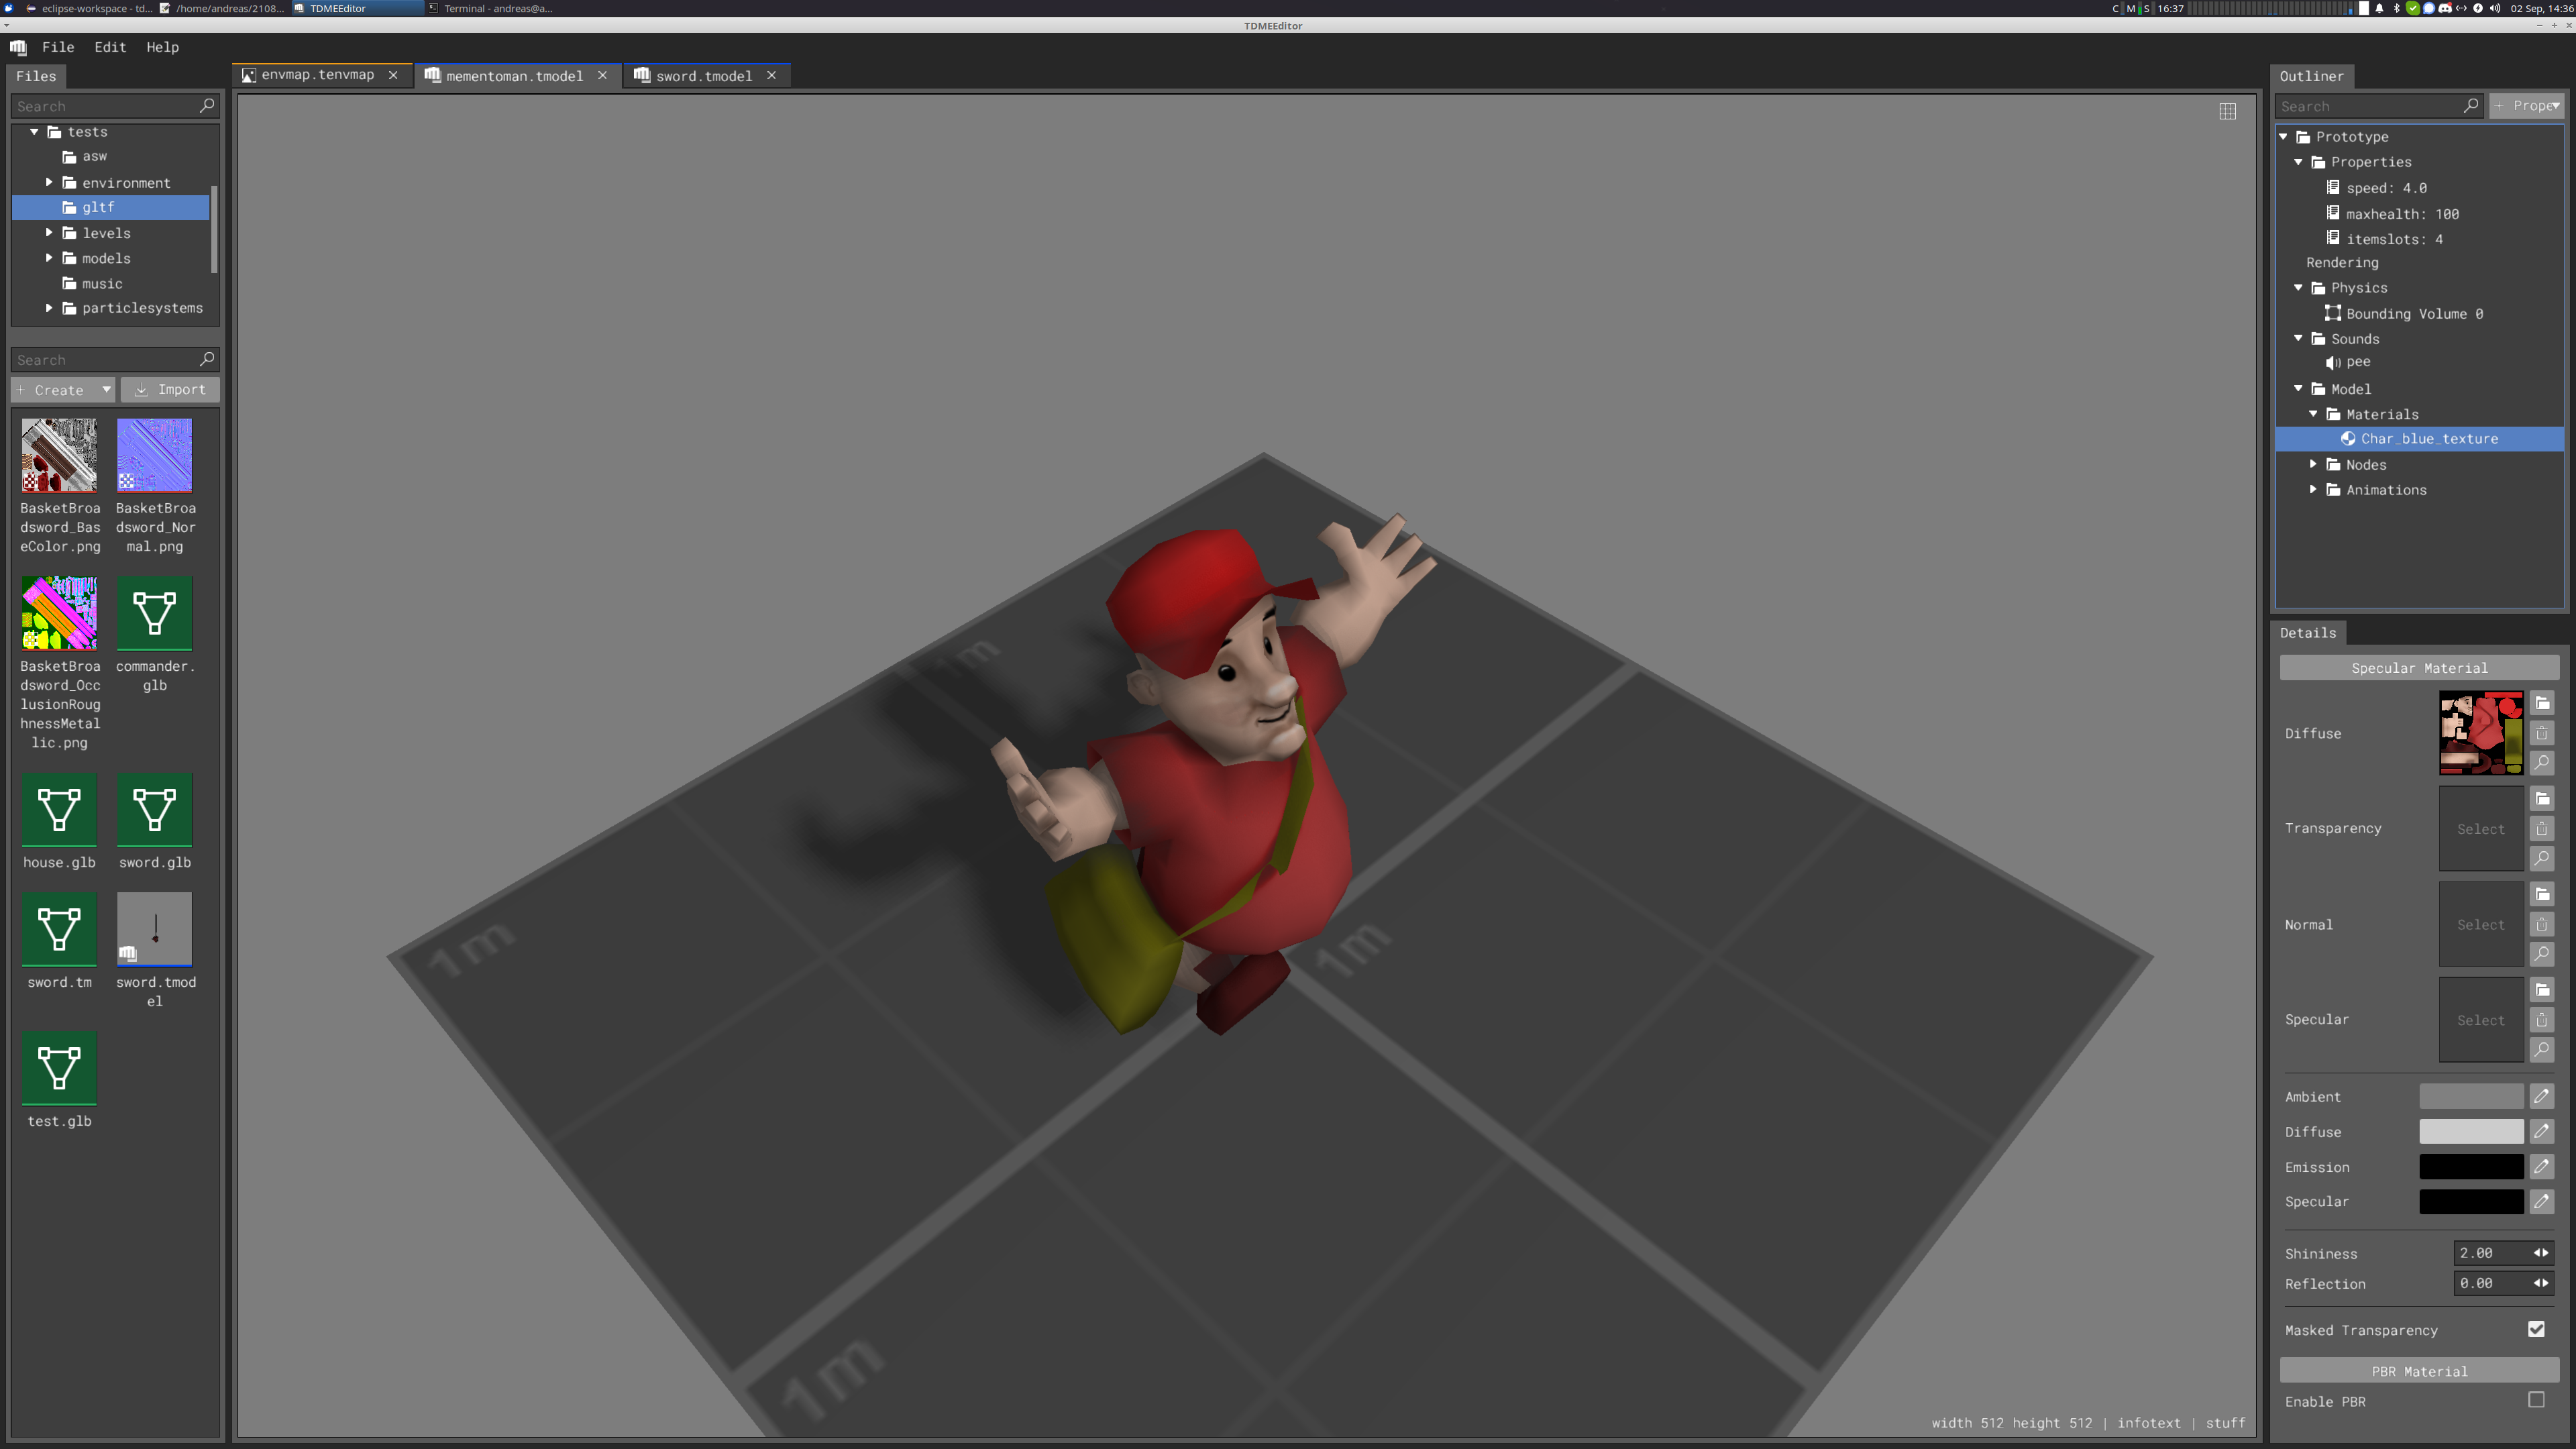 eclipse-workspace - td...
/home/andreas/2108...
TDMEEditor
Terminal - andreas@a...
C M S 16:37
02 Sep, 14:36
TDMEEditor
File Edit Help
Files
Search
tests
asw
environment
gltf
levels
models
music
particlesystems
Search
+ Create
Import
BasketBroa
dsword_Bas
eColor.png
BasketBroa
dsword_Nor
mal.png
BasketBroa
dsword_Occ
lusionRoug
hnessMetal
lic.png
commander.
glb
house.glb
sword.glb
sword.tm
sword.tmod
el
test.glb
envmap.tenvmap
mementoman.tmodel
sword.tmodel
1m
1m
1m
1m
width 512 height 512 | infotext | stuff
Outliner
Search
+ Prope
Prototype
Properties
speed: 4.0
maxhealth: 100
itemslots: 4
Rendering
Physics
Bounding Volume 0
Sounds
pee
Model
Materials
Char_blue_texture
Nodes
Animations
Details
Specular Material
Diffuse
Transparency
Select
Normal
Select
Specular
Select
Ambient
Diffuse
Emission
Specular
Shininess 2.00
Reflection 0.00
Masked Transparency
PBR Material
Enable PBR